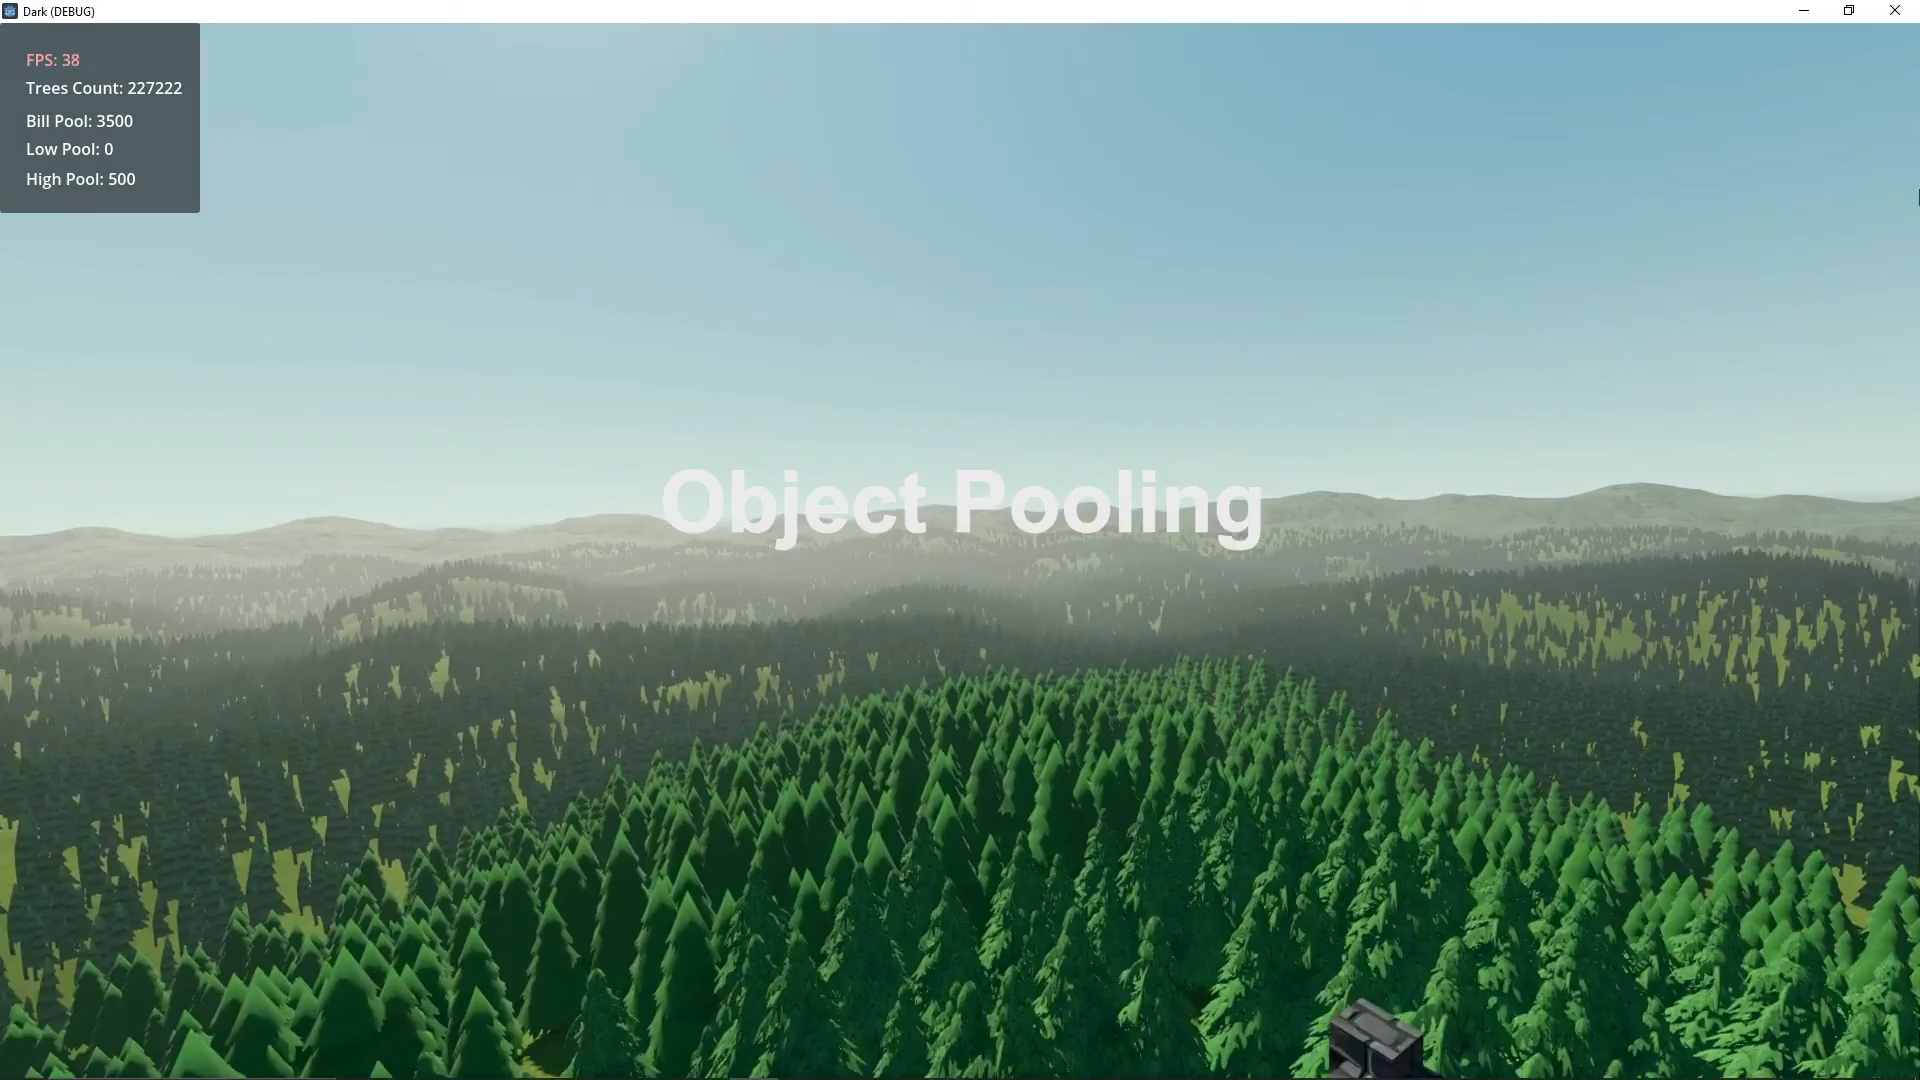 Dark (DEBUG)
FPS: 38
Trees Count: 227222
Bill Pool: 3500
Low Pool: 0
High Pool: 500
Object Pooling